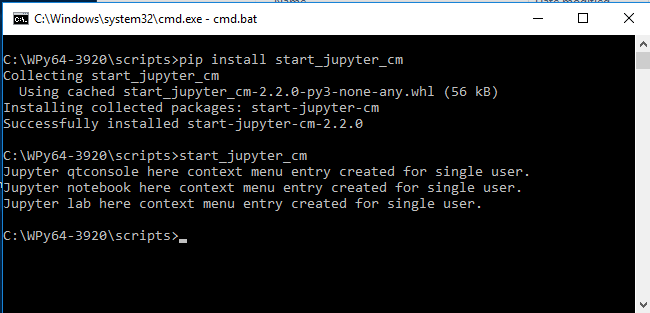 C:\Windows\system32\cmd.exe - cmd.bat
C:\WPy64-3920\scripts>pip install start_jupyter_cm
Collecting start_jupyter_cm
  Using cached start_jupyter_cm-2.2.0-py3-none-any.whl (56 kB)
Installing collected packages: start-jupyter-cm
Successfully installed start-jupyter-cm-2.2.0
C:\WPy64-3920\scripts>start_jupyter_cm
Jupyter qtconsole here context menu entry created for single user.
Jupyter notebook here context menu entry created for single user.
Jupyter lab here context menu entry created for single user.
C:\WPy64-3920\scripts>